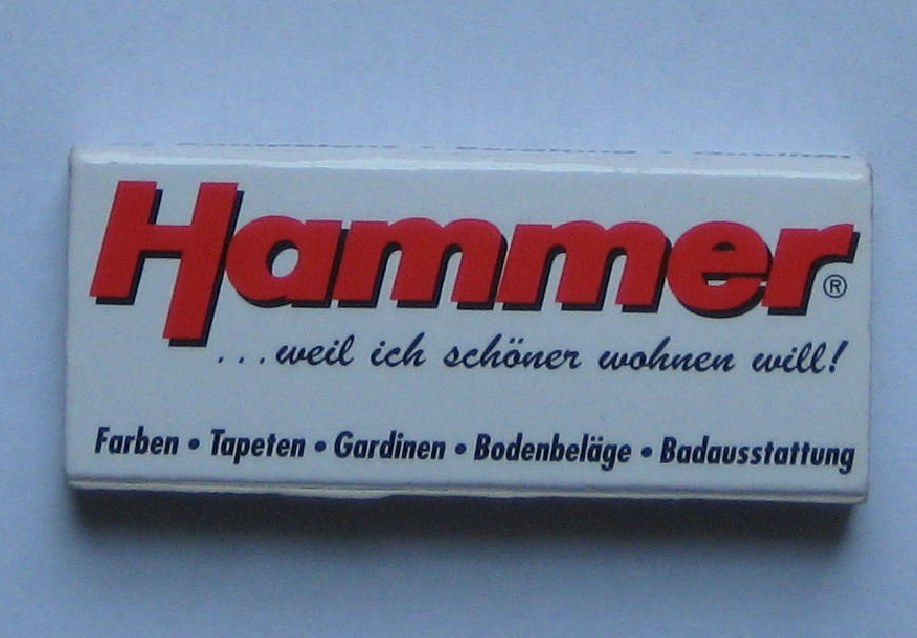 Hammer®
...weil ich schöner wohnen will!
Farben • Tapeten • Gardinen • Bodenbeläge • Badausstattung